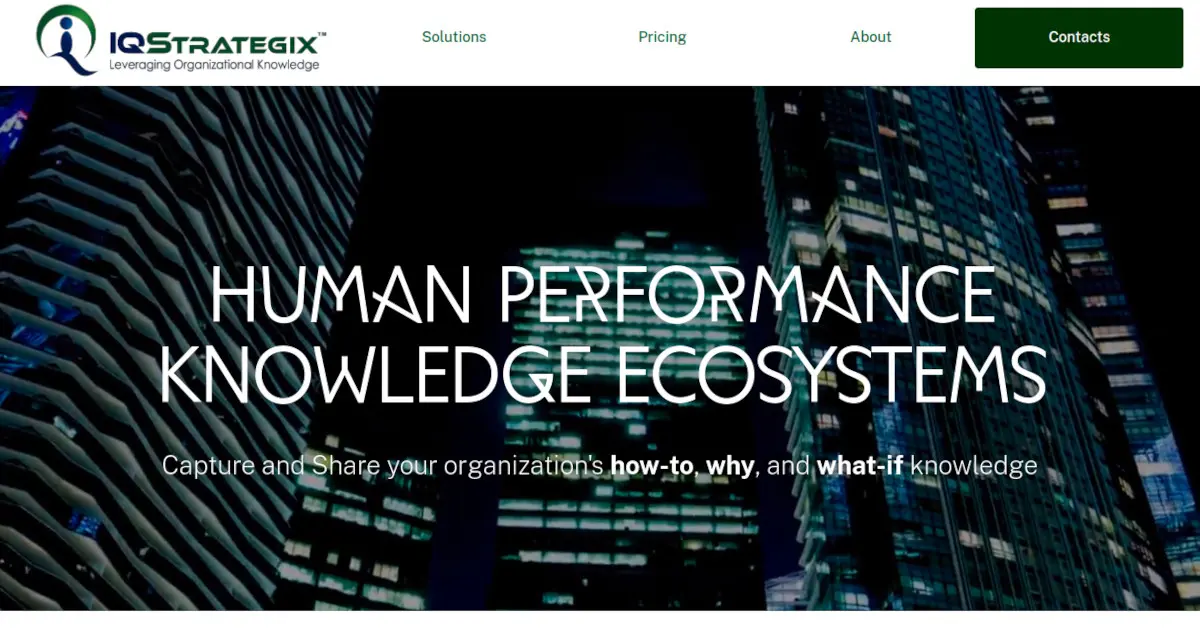 IQSTRATEGIX™
Leveraging Organizational Knowledge
Solutions
Pricing
About
Contacts
HUMAN PERFORMANCE
KNOWLEDGE ECOSYSTEMS
Capture and Share your organization's how-to, why, and what-if knowledge